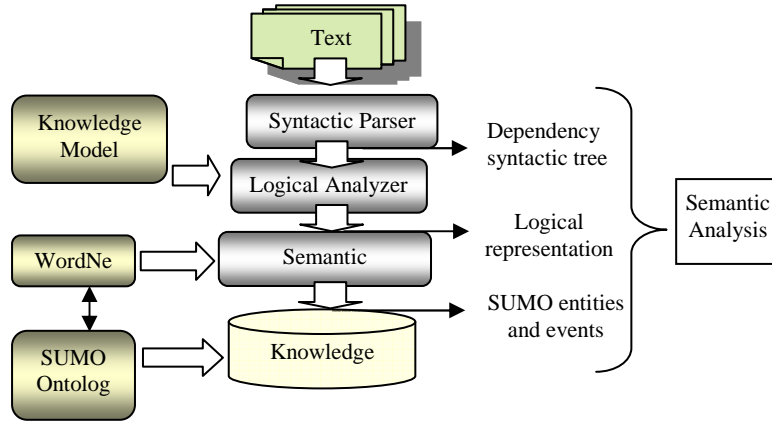 Text
Syntactic Parser
Knowledge
Model
Dependency
syntactic tree
Logical Analyzer
Semantic
Analysis
Logical
representation
WordNe
Semantic
SUMO entities
and events
Knowledge
SUMO
Ontolog